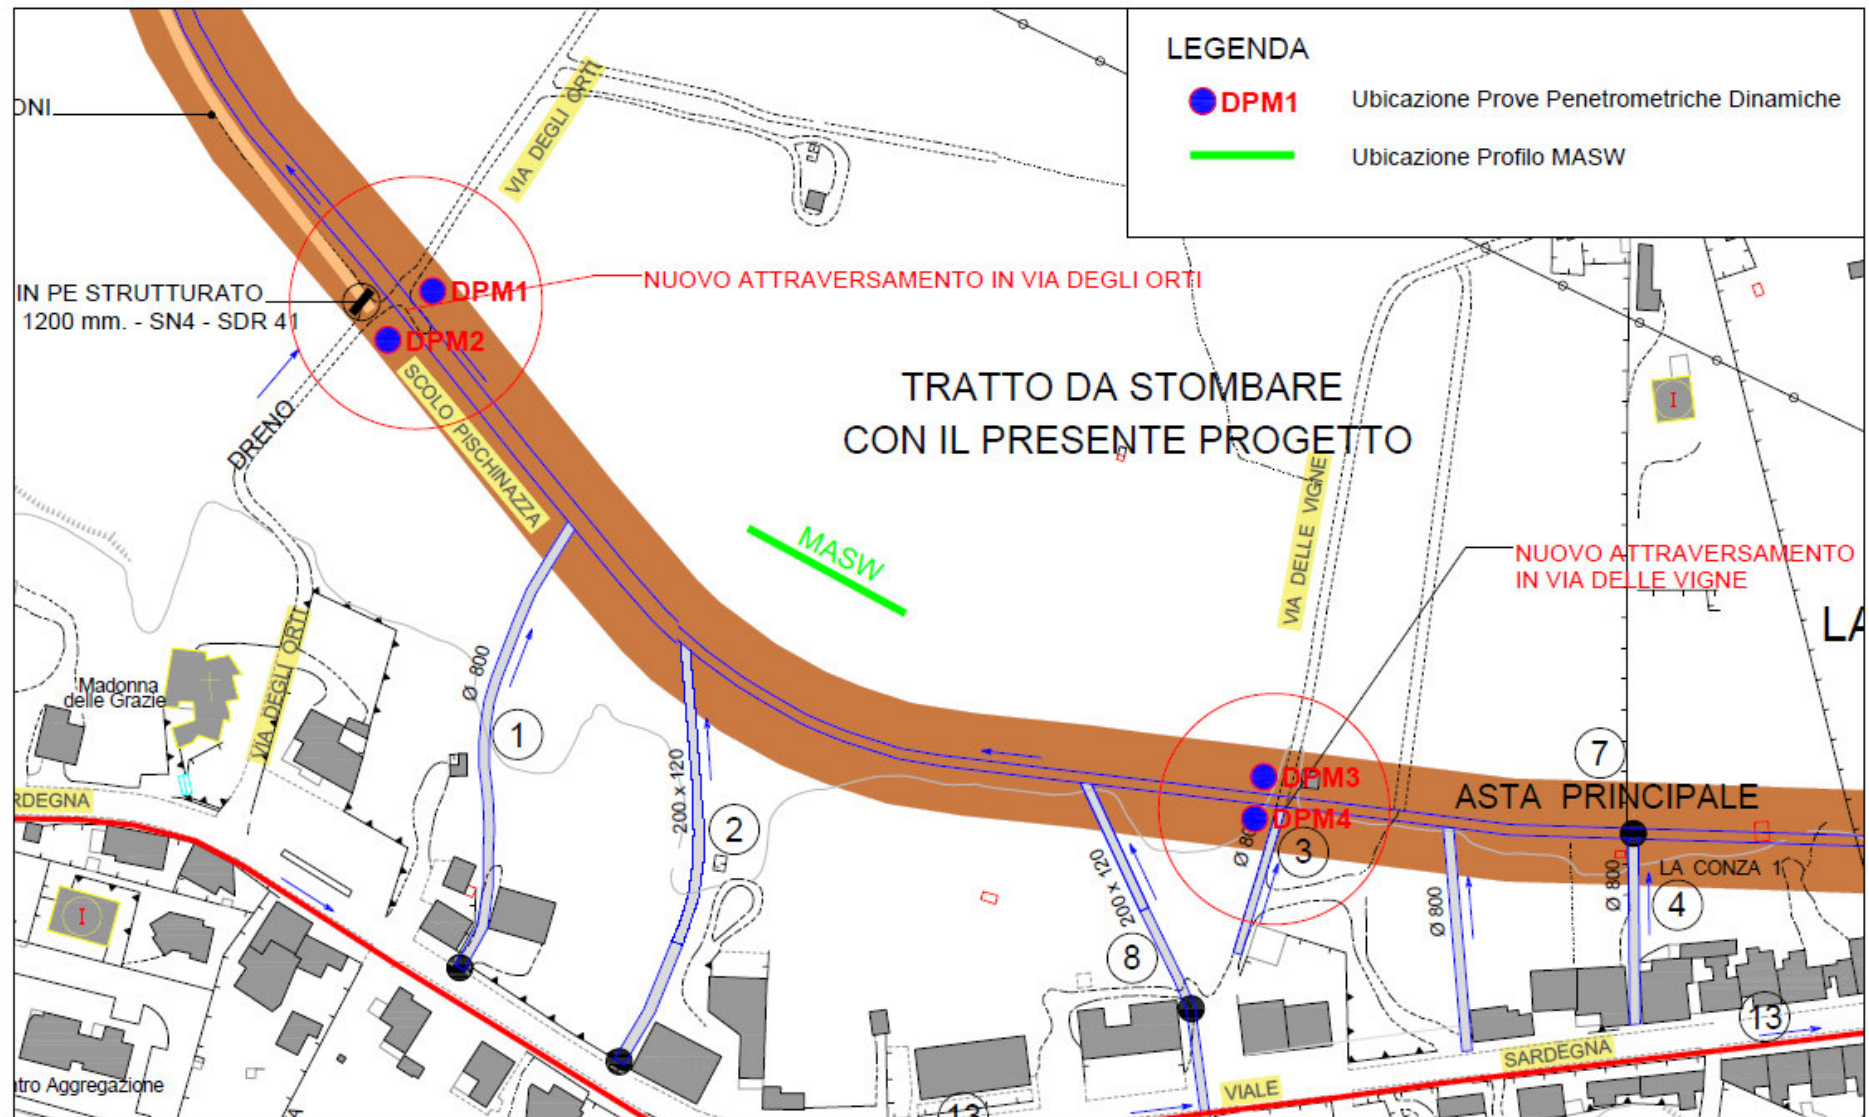 LEGENDA
DPM1 Ubicazione Prove Penetrometriche Dinamiche
Ubicazione Profilo MASW
ONI
VIA DEGLI ORTI
IN PE STRUTTURATO
1200 mm. - SN4 - SDR 41
DPM1
DPM2
NUOVO ATTRAVERSAMENTO IN VIA DEGLI ORTI
SCOLO PISCHINAZZA
DRENO
TRATTO DA STOMBARE
CON IL PRESENTE PROGETTO
I
MASW
VIA DELLE VIGNE
NUOVO ATTRAVERSAMENTO
IN VIA DELLE VIGNE
LA
Madonna
delle Grazie
VIA DEGLI ORTI
Ø 800
1
200 x 120
2
RDEGNA
DPM3
DPM4
Ø 800
3
7
ASTA PRINCIPALE
LA CONZA 1
Ø 800
4
Ø 800
200 x 120
8
I
13
SARDEGNA
VIALE
13
tro Aggregazione